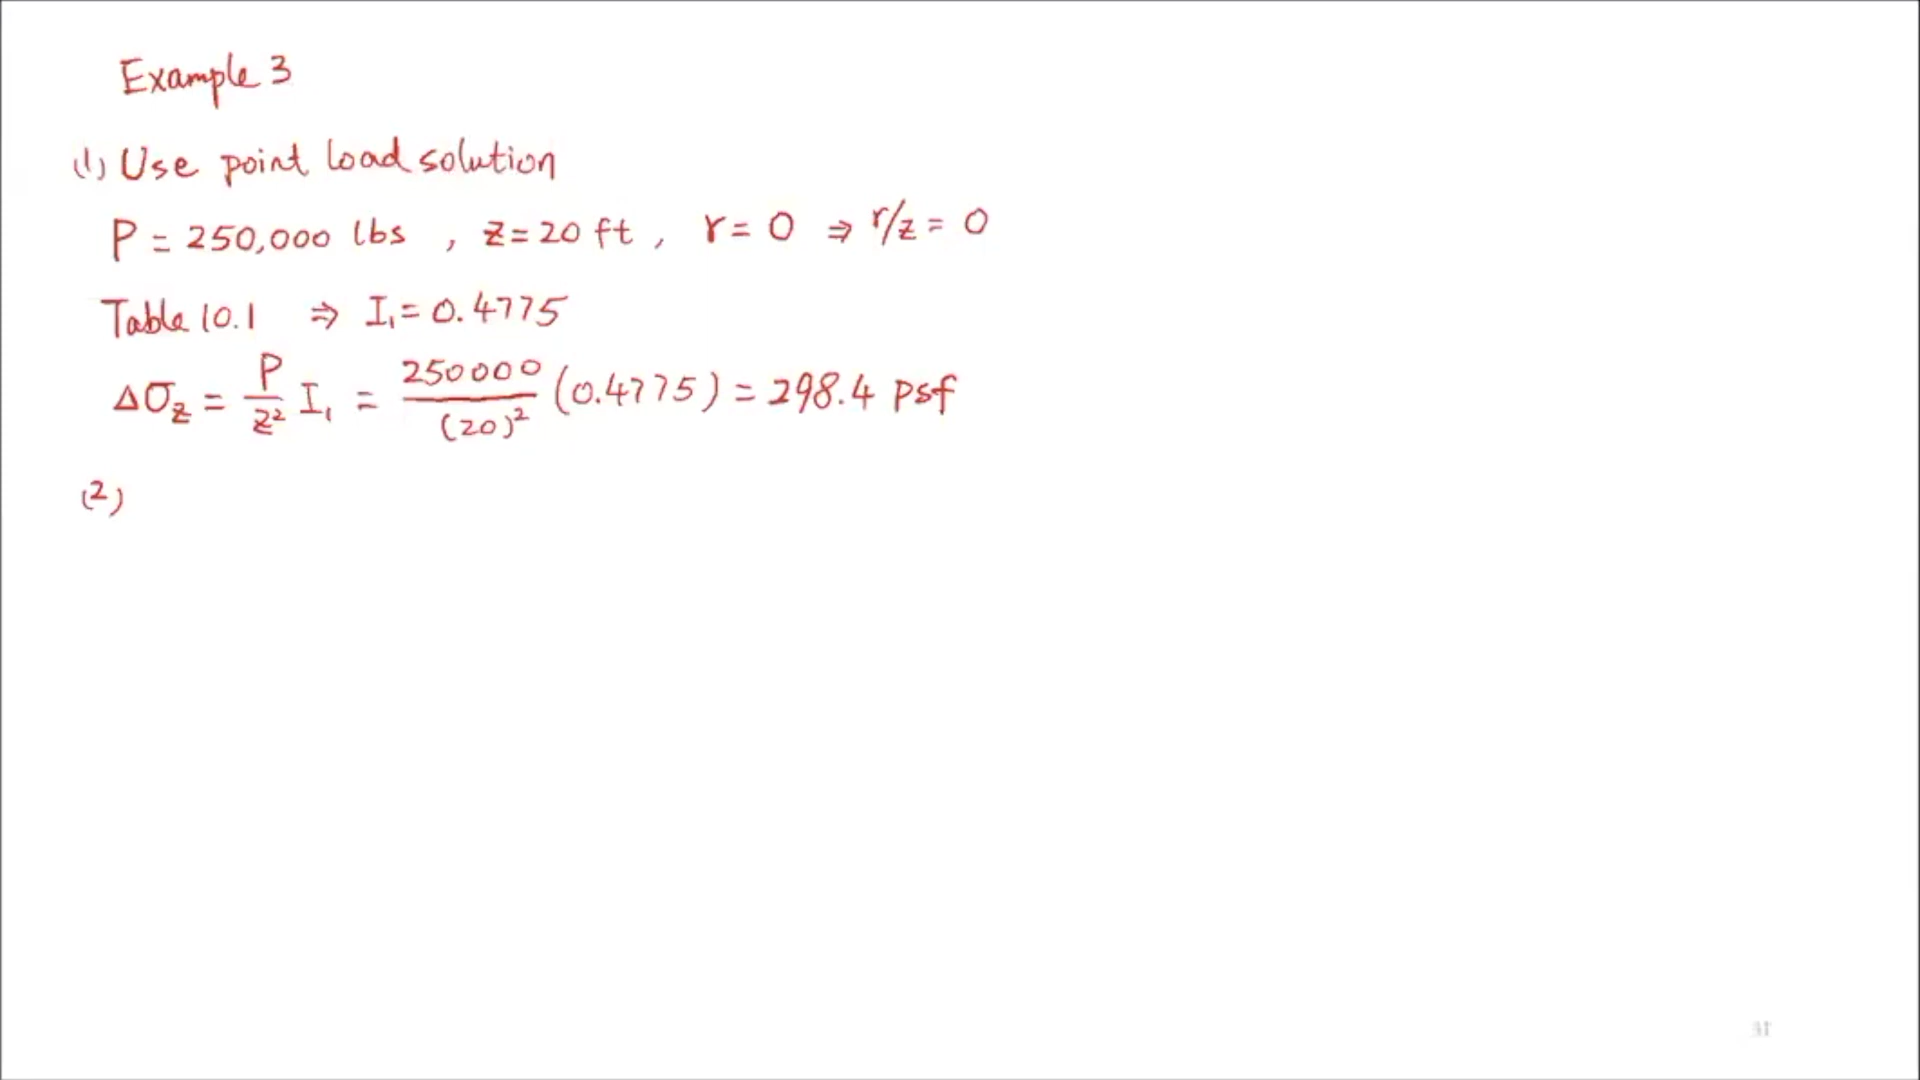 Example 3
(1) Use point load solution
P = 250,000 lbs , z = 20 ft , r = 0 ⇒ r/z = 0
Table 10.1 ⇒ I₁ = 0.4775
Δσz = P/z² I₁ = 250000/(20)² (0.4775) = 298.4 psf
(2)